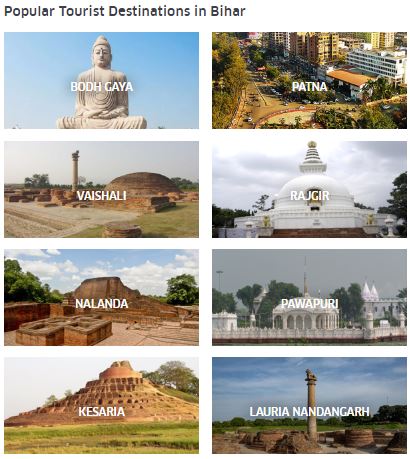 Popular Tourist Destinations in Bihar
BODH GAYA
PATNA
VAISHALI
RAJGIR
NALANDA
PAWAPURI
KESARIA
LAURIA NANDANGARH